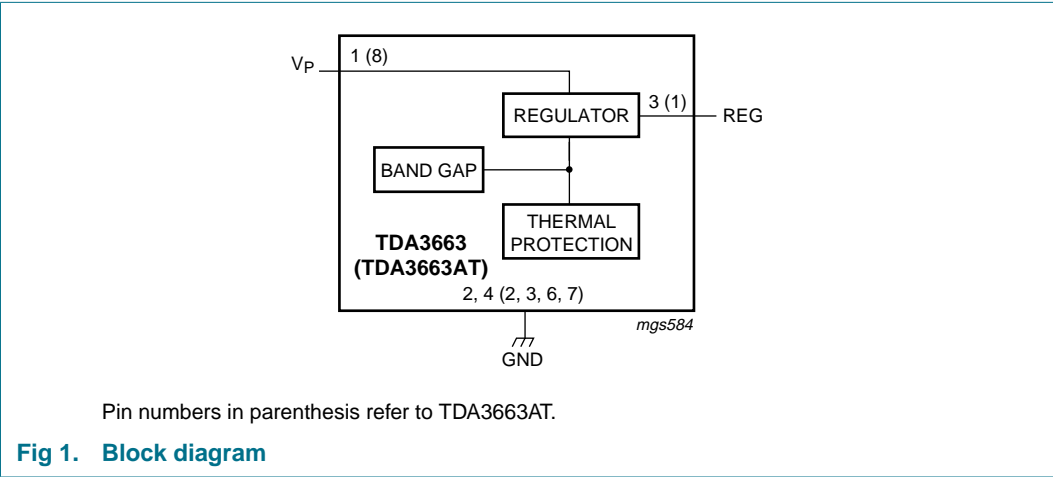 VP
1 (8)
REGULATOR
3 (1)
REG
BAND GAP
THERMAL
PROTECTION
TDA3663
(TDA3663AT)
2, 4 (2, 3, 6, 7)
mgs584
GND
Pin numbers in parenthesis refer to TDA3663AT.
Fig 1. Block diagram